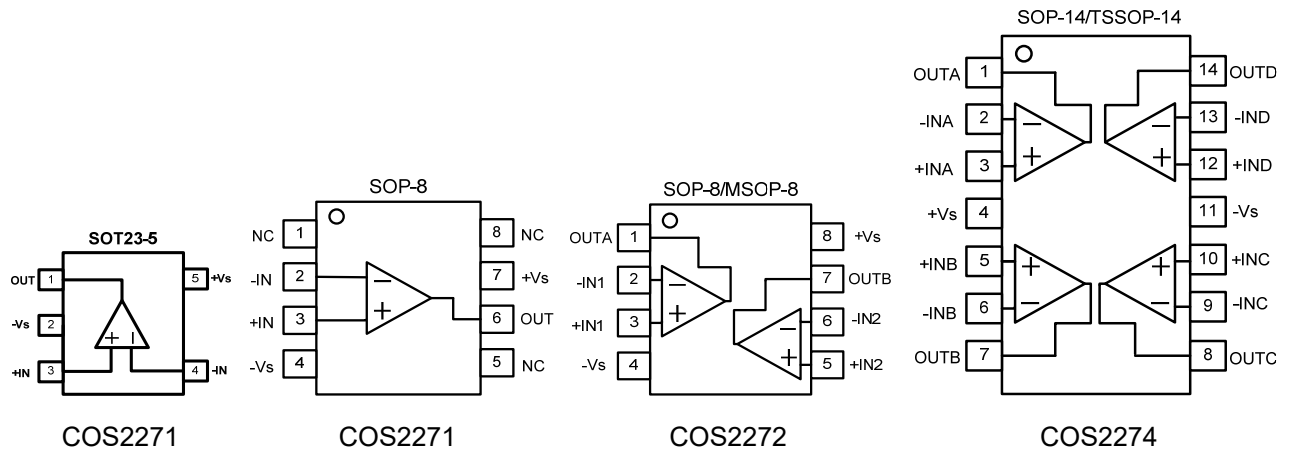 SOT23-5
OUT 1
5 +Vs
-Vs 2
+IN 3
4 -IN
+ −
COS2271
SOP-8
NC 1
8 NC
-IN 2
7 +Vs
+IN 3
6 OUT
-Vs 4
5 NC
−
+
COS2271
SOP-8/MSOP-8
OUTA 1
8 +Vs
-IN1 2
7 OUTB
+IN1 3
6 -IN2
-Vs 4
5 +IN2
− −
+ +
COS2272
SOP-14/TSSOP-14
OUTA 1
14 OUTD
-INA 2
13 -IND
+INA 3
12 +IND
+Vs 4
11 -Vs
+INB 5
10 +INC
-INB 6
9 -INC
OUTB 7
8 OUTC
− −
+ +
+ +
− −
COS2274